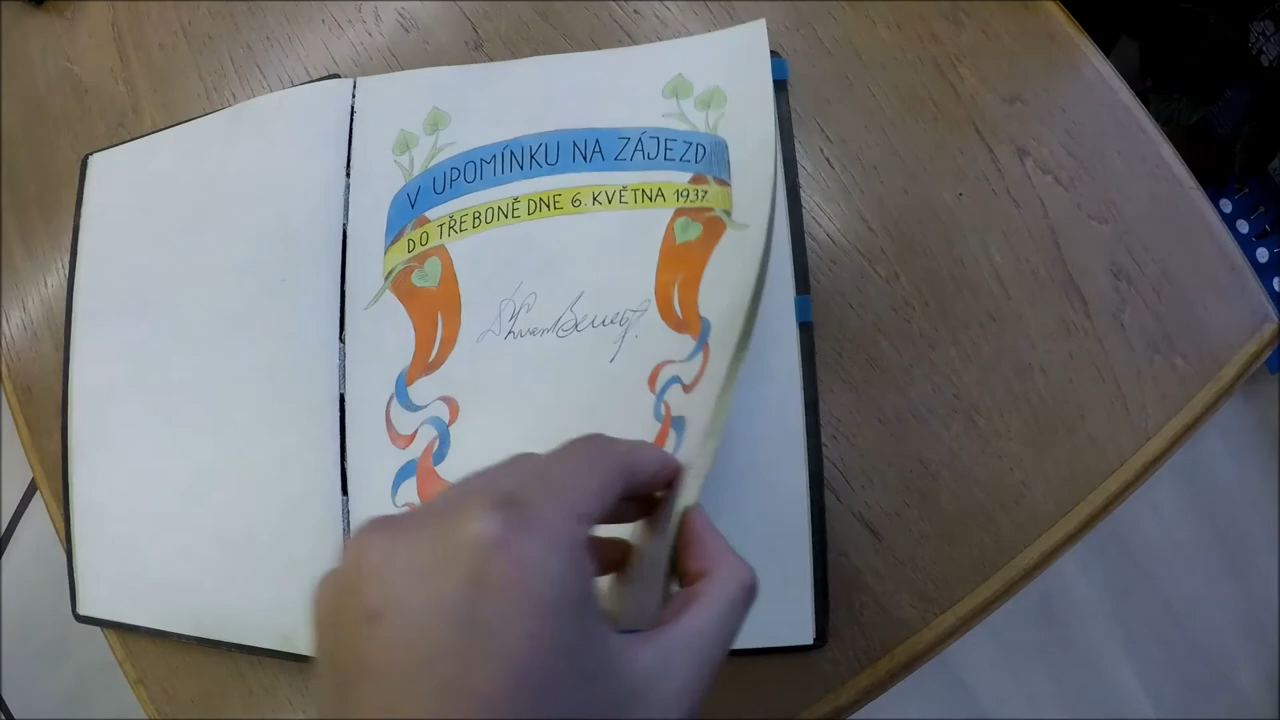 V UPOMÍNKU NA ZÁJEZD
DO TŘEBONĚ DNE 6. KVĚTNA 1937.